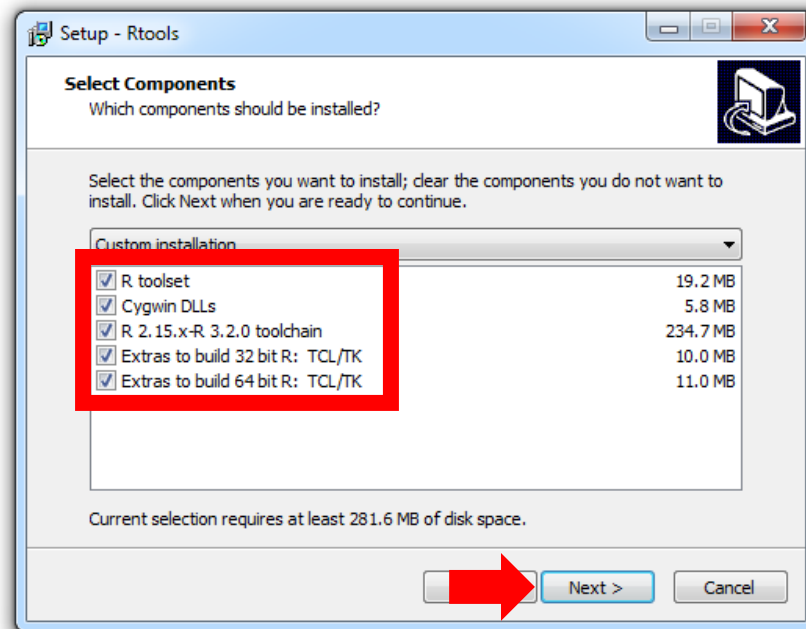 Setup - Rtools
Select Components
Which components should be installed?
Select the components you want to install; clear the components you do not want to
install. Click Next when you are ready to continue.
Custom installation
R toolset 19.2 MB
Cygwin DLLs 5.8 MB
R 2.15.x-R 3.2.0 toolchain 234.7 MB
Extras to build 32 bit R: TCL/TK 10.0 MB
Extras to build 64 bit R: TCL/TK 11.0 MB
Current selection requires at least 281.6 MB of disk space.
Next > Cancel